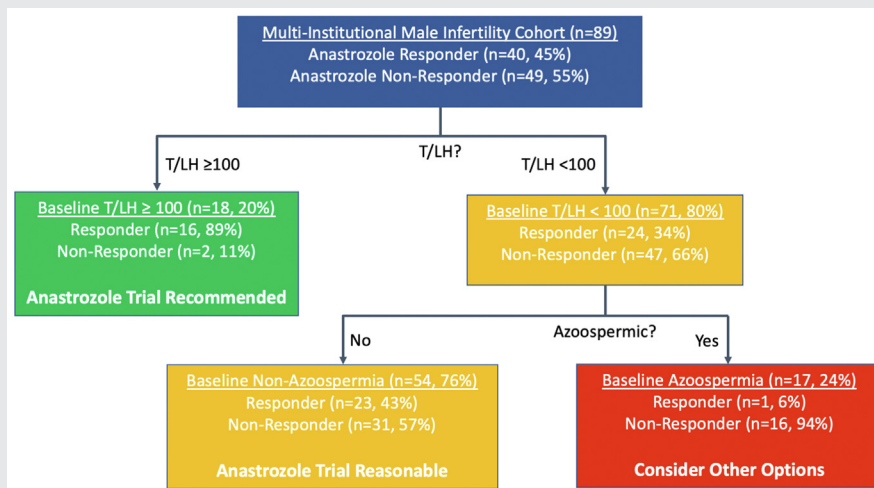 Multi-Institutional Male Infertility Cohort (n=89)
Anastrozole Responder (n=40, 45%)
Anastrozole Non-Responder (n=49, 55%)
T/LH?
T/LH ≥100
T/LH <100
Baseline T/LH ≥ 100 (n=18, 20%)
Responder (n=16, 89%)
Non-Responder (n=2, 11%)
Anastrozole Trial Recommended
Baseline T/LH < 100 (n=71, 80%)
Responder (n=24, 34%)
Non-Responder (n=47, 66%)
Azoospermic?
No
Yes
Baseline Non-Azoospermia (n=54, 76%)
Responder (n=23, 43%)
Non-Responder (n=31, 57%)
Anastrozole Trial Reasonable
Baseline Azoospermia (n=17, 24%)
Responder (n=1, 6%)
Non-Responder (n=16, 94%)
Consider Other Options